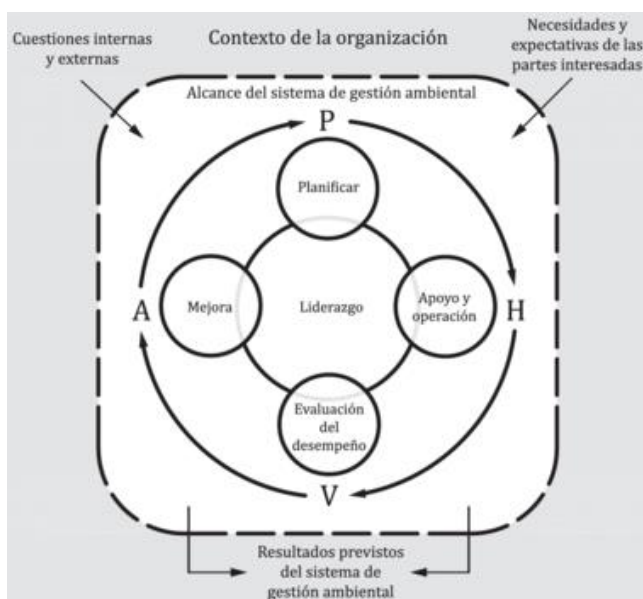 Cuestiones internas
y externas
Contexto de la organización
Necesidades y
expectativas de las
partes interesadas
Alcance del sistema de gestión ambiental
P
Planificar
A
Mejora
Liderazgo
Apoyo y
operación
H
Evaluación
del
desempeño
V
Resultados previstos
del sistema de
gestión ambiental